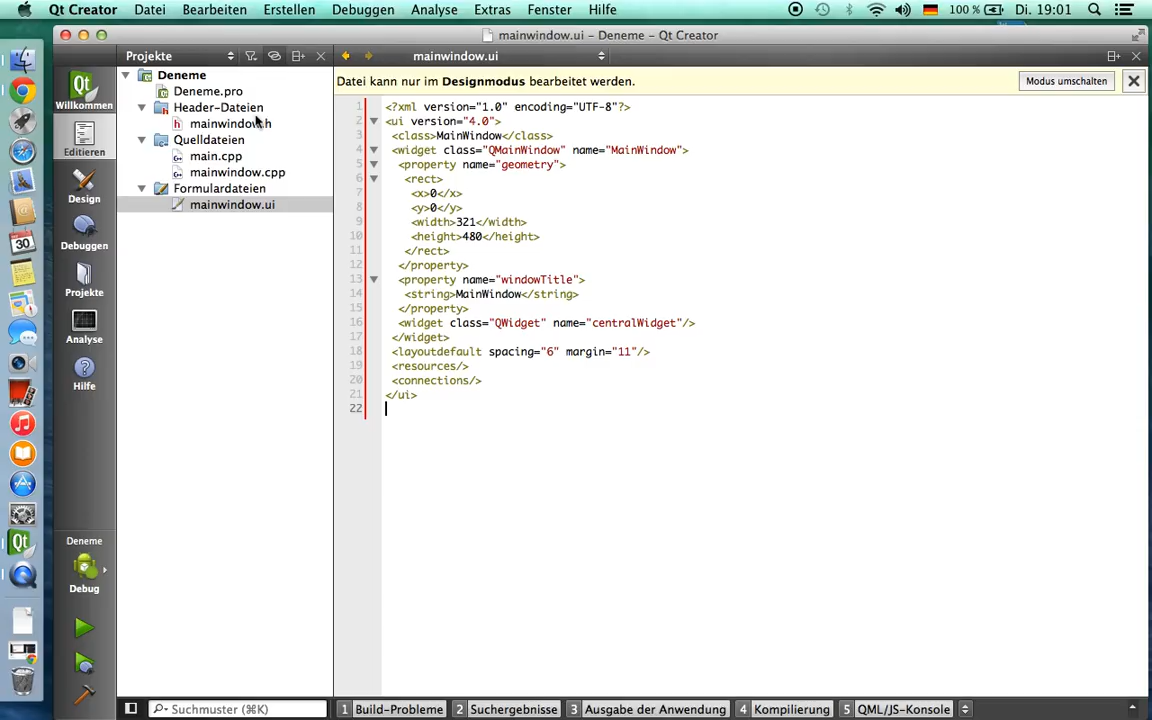 Qt Creator Datei Bearbeiten Erstellen Debuggen Analyse Extras Fenster Hilfe 100 % Di. 19:01
mainwindow.ui – Deneme – Qt Creator
Projekte
mainwindow.ui
Qt
Willkommen
Editieren
Design
Debuggen
Projekte
Analyse
Hilfe
Deneme
Debug
Deneme
Deneme.pro
Header-Dateien
mainwindow.h
Quelldateien
main.cpp
mainwindow.cpp
Formulardateien
mainwindow.ui
Datei kann nur im Designmodus bearbeitet werden. Modus umschalten
1 <?xml version="1.0" encoding="UTF-8"?>
2 <ui version="4.0">
3 <class>MainWindow</class>
4 <widget class="QMainWindow" name="MainWindow">
5 <property name="geometry">
6 <rect>
7 <x>0</x>
8 <y>0</y>
9 <width>321</width>
10 <height>480</height>
11 </rect>
12 </property>
13 <property name="windowTitle">
14 <string>MainWindow</string>
15 </property>
16 <widget class="QWidget" name="centralWidget"/>
17 </widget>
18 <layoutdefault spacing="6" margin="11"/>
19 <resources/>
20 <connections/>
21 </ui>
22
30
Qt
Suchmuster (⌘K) 1 Build-Probleme 2 Suchergebnisse 3 Ausgabe der Anwendung 4 Kompilierung 5 QML/JS-Konsole